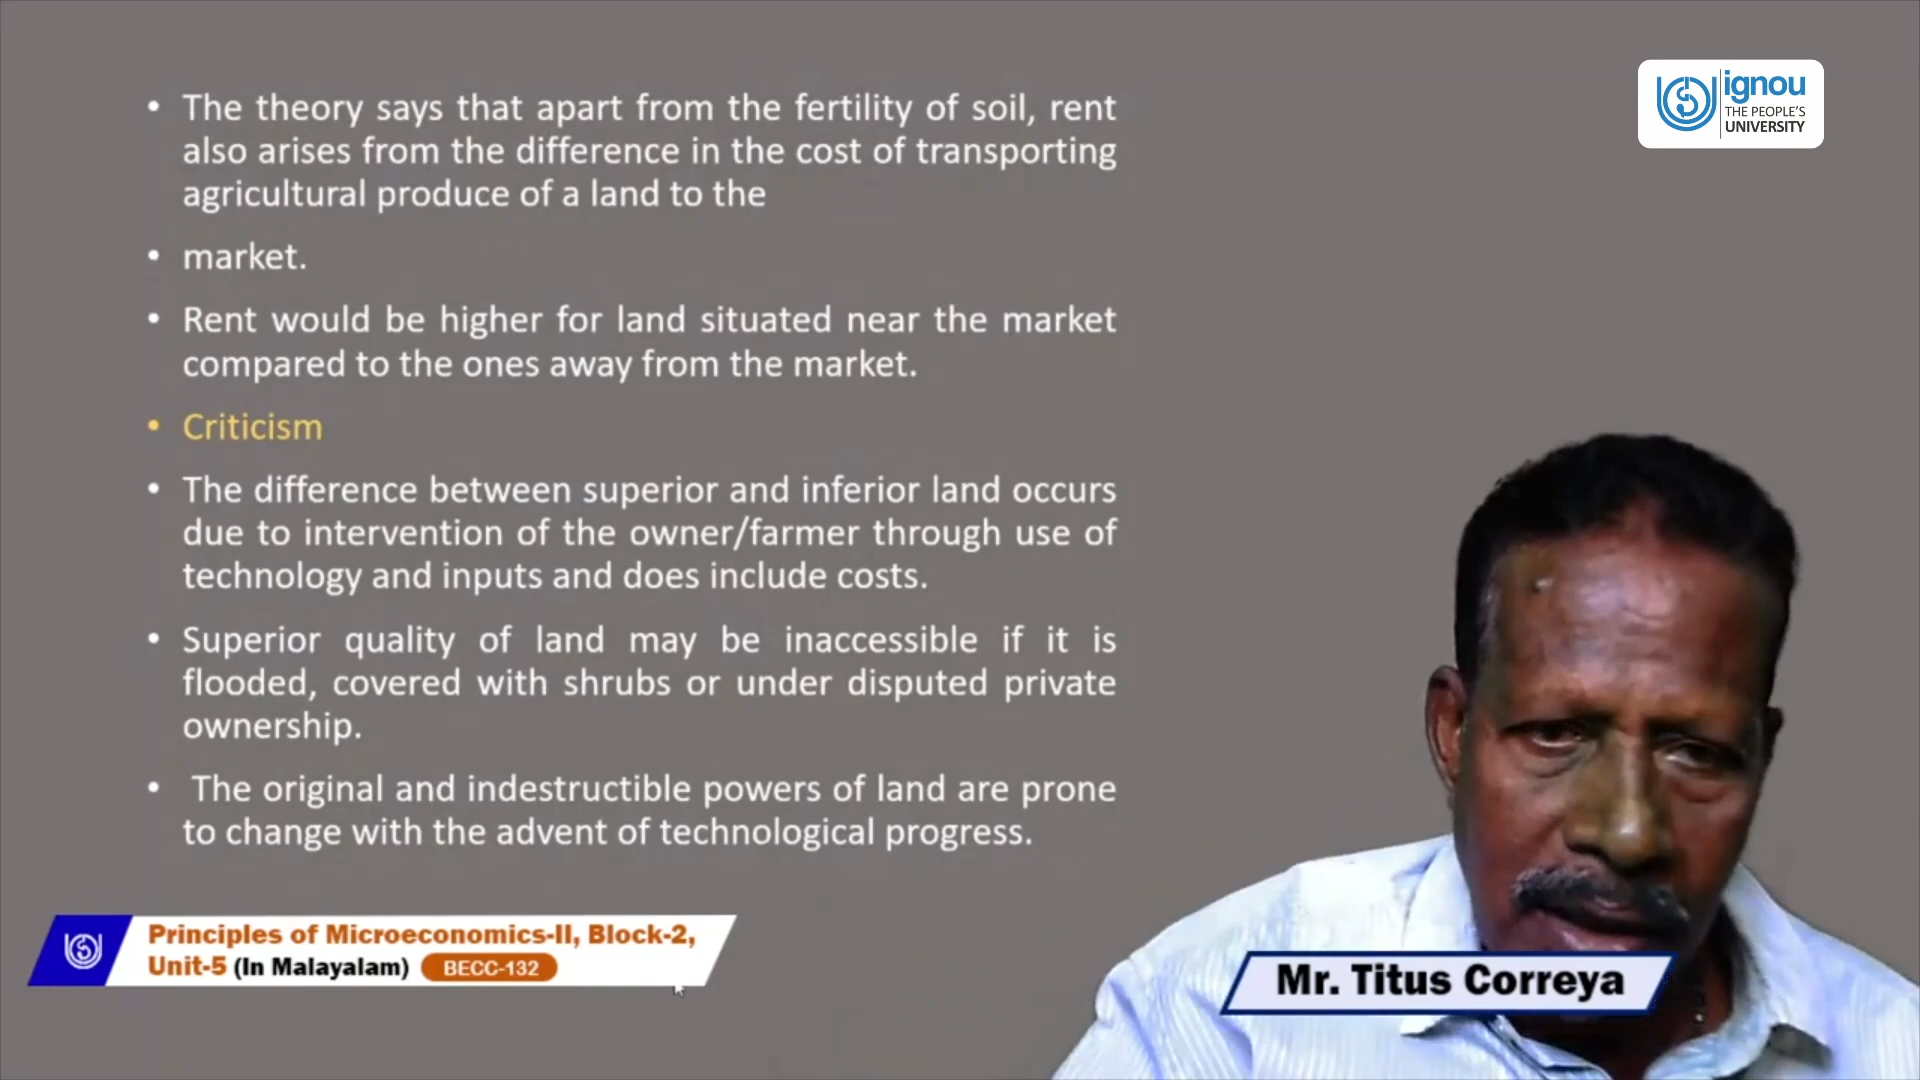 • The theory says that apart from the fertility of soil, rent
also arises from the difference in the cost of transporting
agricultural produce of a land to the
• market.
• Rent would be higher for land situated near the market
compared to the ones away from the market.
• Criticism
• The difference between superior and inferior land occurs
due to intervention of the owner/farmer through use of
technology and inputs and does include costs.
• Superior quality of land may be inaccessible if it is
flooded, covered with shrubs or under disputed private
ownership.
• The original and indestructible powers of land are prone
to change with the advent of technological progress.
ignou
THE PEOPLE'S
UNIVERSITY
Principles of Microeconomics-II, Block-2,
Unit-5 (In Malayalam) BECC-132
Mr. Titus Correya